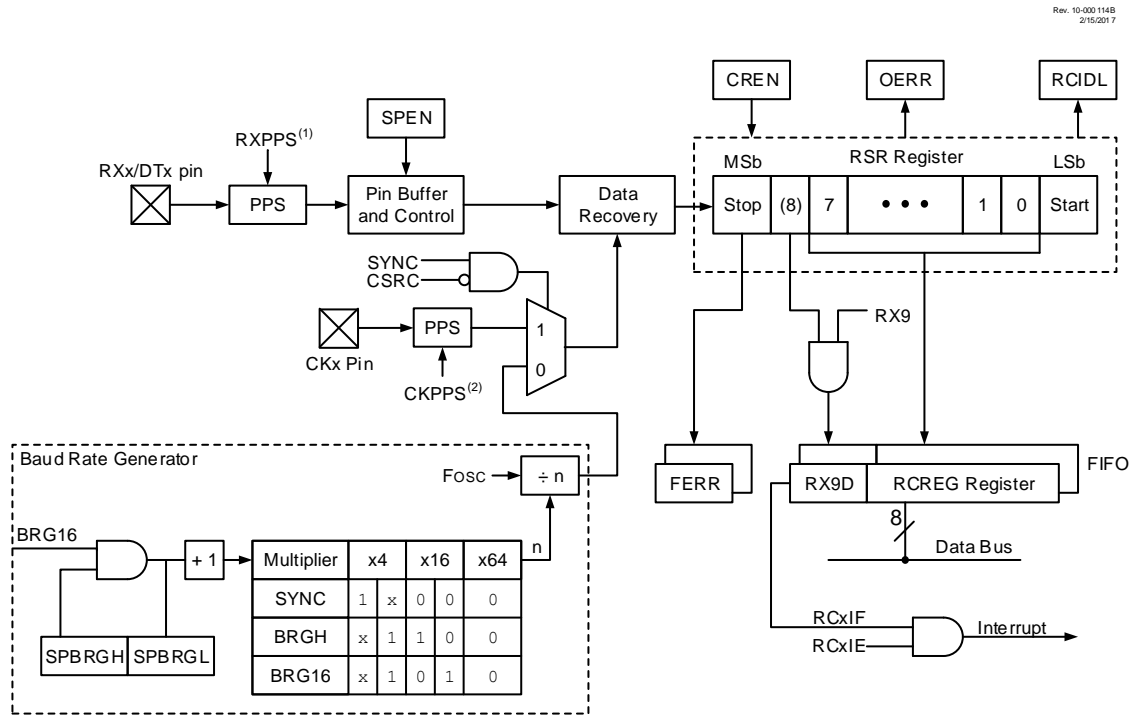 Rev. 10-000 114B
2/15/2017
CREN
OERR
RCIDL
SPEN
RXPPS(1)
RXx/DTx pin
PPS
Pin Buffer
and Control
Data
Recovery
MSb
RSR Register
LSb
Stop
(8)
7
• • •
1
0
Start
SYNC
CSRC
PPS
1
0
CKx Pin
CKPPS(2)
RX9
Baud Rate Generator
FOSC
÷ n
FERR
RX9D
RCREG Register
FIFO
8
Data Bus
BRG16
+ 1
n
Multiplier x4 x16 x64
SYNC 1 x 0 0 0
BRGH x 1 1 0 0
BRG16 x 1 0 1 0
SPBRGH
SPBRGL
RCxIF
RCxIE
Interrupt